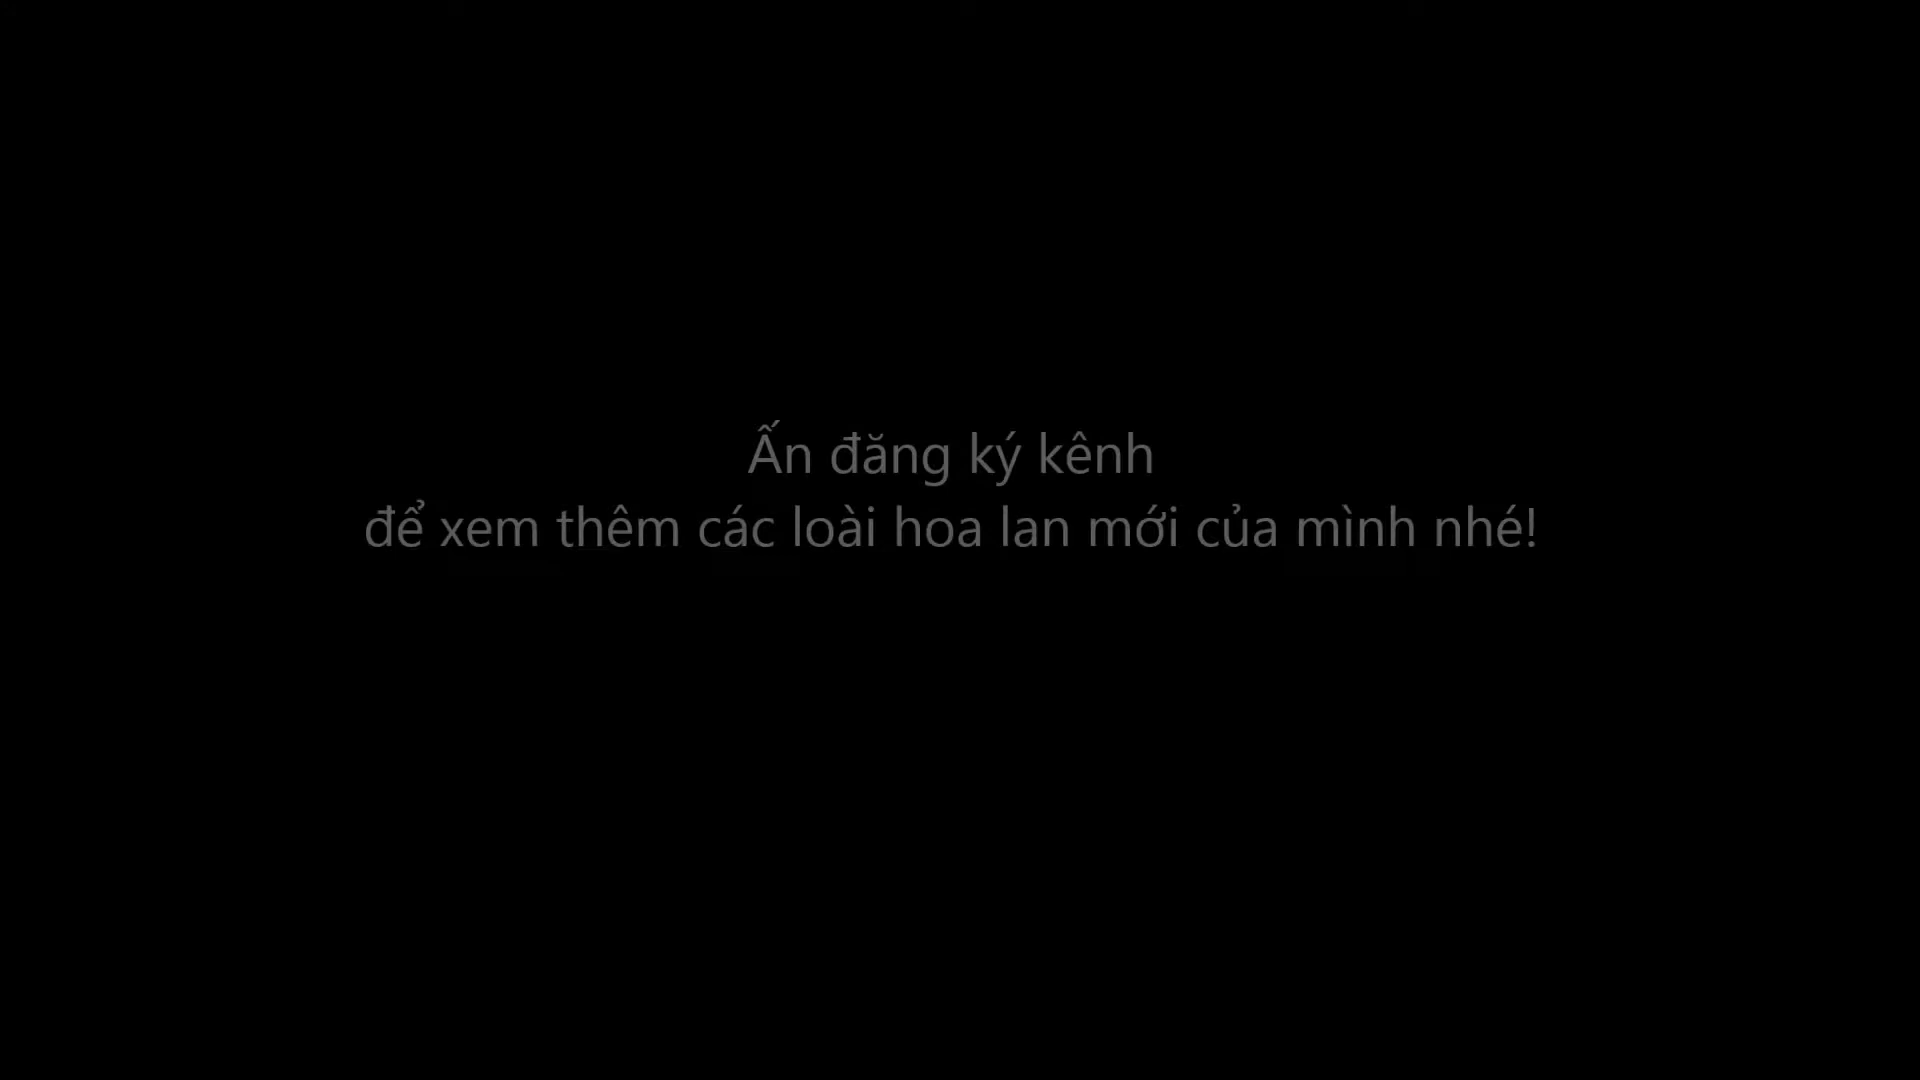 Ấn đăng ký kênh
để xem thêm các loài hoa lan mới của mình nhé!